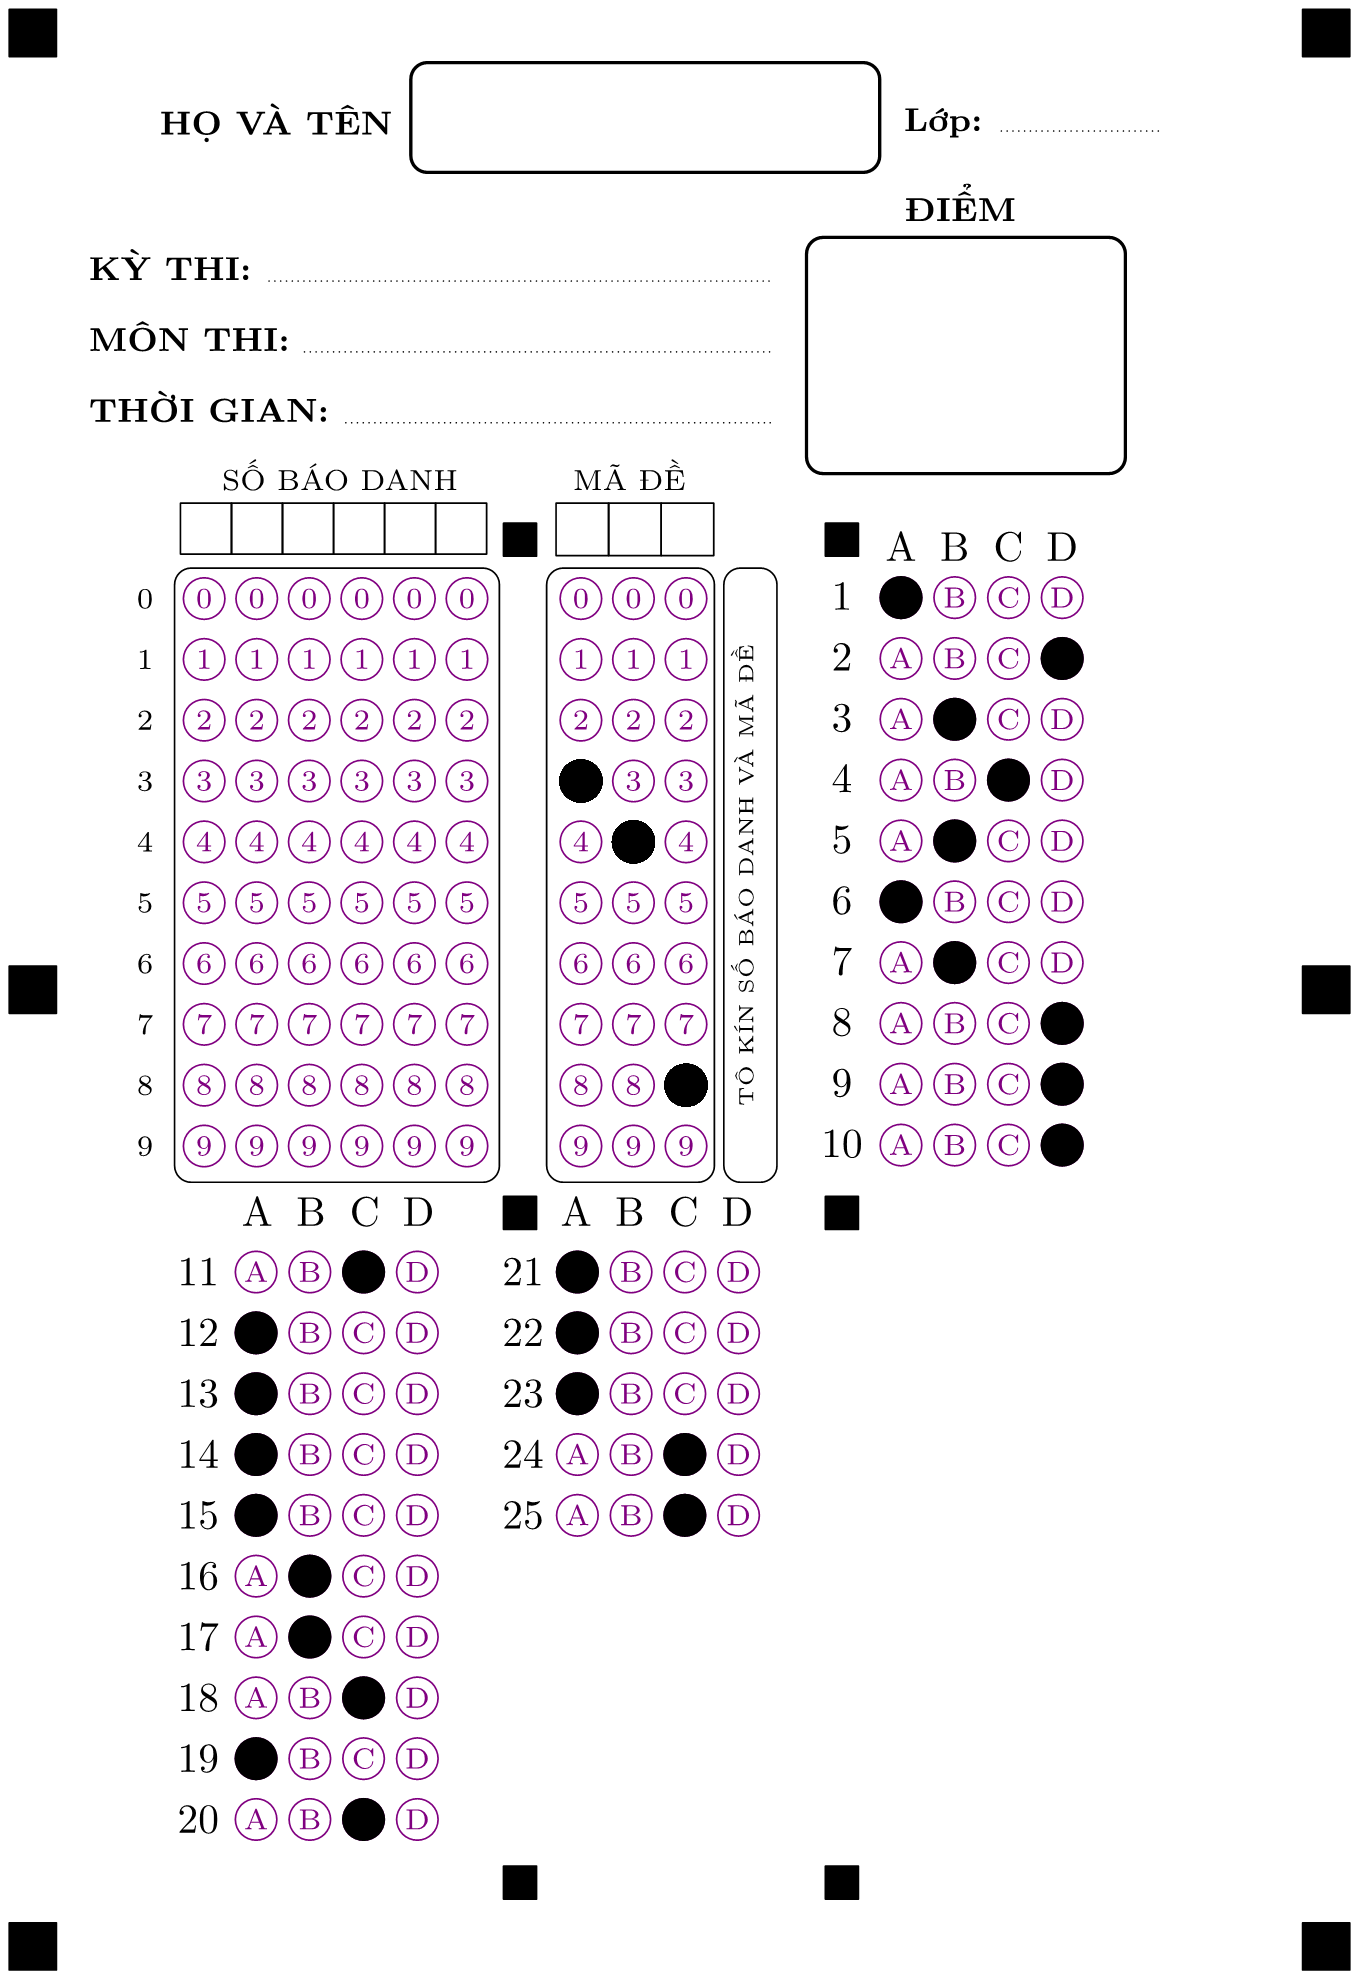 HỌ VÀ TÊN
Lớp: ........................
ĐIỂM
KỲ THI: ........................
MÔN THI: ........................
THỜI GIAN: ........................
SỐ BÁO DANH MÃ ĐỀ
A B C D
0 0 0 0 0 0 0 0 0 0 1 B C D
1 1 1 1 1 1 1 1 1 1 2 A B C
2 2 2 2 2 2 2 2 2 2 3 A C D
3 3 3 3 3 3 3 3 3 4 A B D
4 4 4 4 4 4 4 4 4 5 A C D
5 5 5 5 5 5 5 5 5 5 6 B C D
6 6 6 6 6 6 6 6 6 6 7 A C D
7 7 7 7 7 7 7 7 7 7 8 A B C
8 8 8 8 8 8 8 8 8 9 A B C
9 9 9 9 9 9 9 9 9 9 10 A B C
TÔ KÍN SỐ BÁO DANH VÀ MÃ ĐỀ
A B C D A B C D
11 A B D 21 B C D
12 B C D 22 B C D
13 B C D 23 B C D
14 B C D 24 A B D
15 B C D 25 A B D
16 A C D
17 A C D
18 A B D
19 B C D
20 A B D